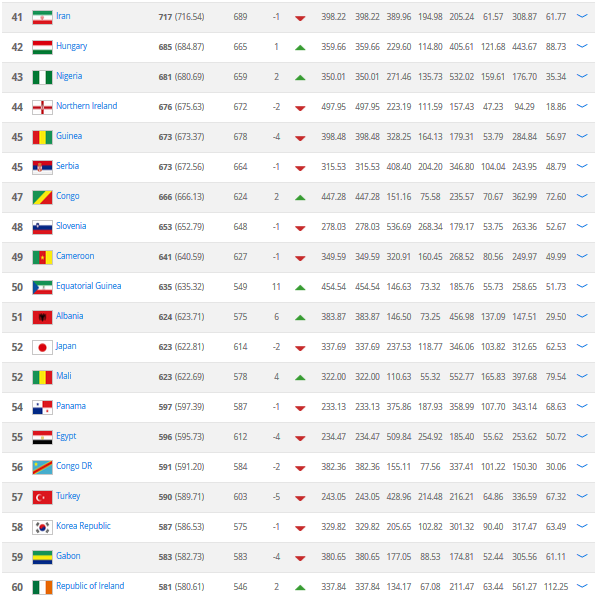 41 Iran 717 (716.54) 689 -1 398.22 398.22 389.96 194.98 205.24 61.57 308.87 61.77
42 Hungary 685 (684.87) 665 1 359.66 359.66 229.60 114.80 405.61 121.68 443.67 88.73
43 Nigeria 681 (680.69) 659 2 350.01 350.01 271.46 135.73 532.02 159.61 176.70 35.34
44 Northern Ireland 676 (675.63) 672 -2 497.95 497.95 223.19 111.59 157.43 47.23 94.29 18.86
45 Guinea 673 (673.37) 678 -4 398.48 398.48 328.25 164.13 179.31 53.79 284.84 56.97
45 Serbia 673 (672.56) 664 -1 315.53 315.53 408.40 204.20 346.80 104.04 243.95 48.79
47 Congo 666 (666.13) 624 2 447.28 447.28 151.16 75.58 235.57 70.67 362.99 72.60
48 Slovenia 653 (652.79) 648 -1 278.03 278.03 536.69 268.34 179.17 53.75 263.36 52.67
49 Cameroon 641 (640.59) 627 -1 349.59 349.59 320.91 160.45 268.52 80.56 249.97 49.99
50 Equatorial Guinea 635 (635.32) 549 11 454.54 454.54 146.63 73.32 185.76 55.73 258.65 51.73
51 Albania 624 (623.71) 575 6 383.87 383.87 146.50 73.25 456.98 137.09 147.51 29.50
52 Japan 623 (622.81) 614 -2 337.69 337.69 237.53 118.77 346.06 103.82 312.65 62.53
52 Mali 623 (622.69) 578 4 322.00 322.00 110.63 55.32 552.77 165.83 397.68 79.54
54 Panama 597 (597.39) 587 -1 233.13 233.13 375.86 187.93 358.99 107.70 343.14 68.63
55 Egypt 596 (595.73) 612 -4 234.47 234.47 509.84 254.92 185.40 55.62 253.62 50.72
56 Congo DR 591 (591.20) 584 -2 382.36 382.36 155.11 77.56 337.41 101.22 150.30 30.06
57 Turkey 590 (589.71) 603 -5 243.05 243.05 428.96 214.48 216.21 64.86 336.59 67.32
58 Korea Republic 587 (586.53) 575 -1 329.82 329.82 205.65 102.82 301.32 90.40 317.47 63.49
59 Gabon 583 (582.73) 583 -4 380.65 380.65 177.05 88.53 174.81 52.44 305.56 61.11
60 Republic of Ireland 581 (580.61) 546 2 337.84 337.84 134.17 67.08 211.47 63.44 561.27 112.25